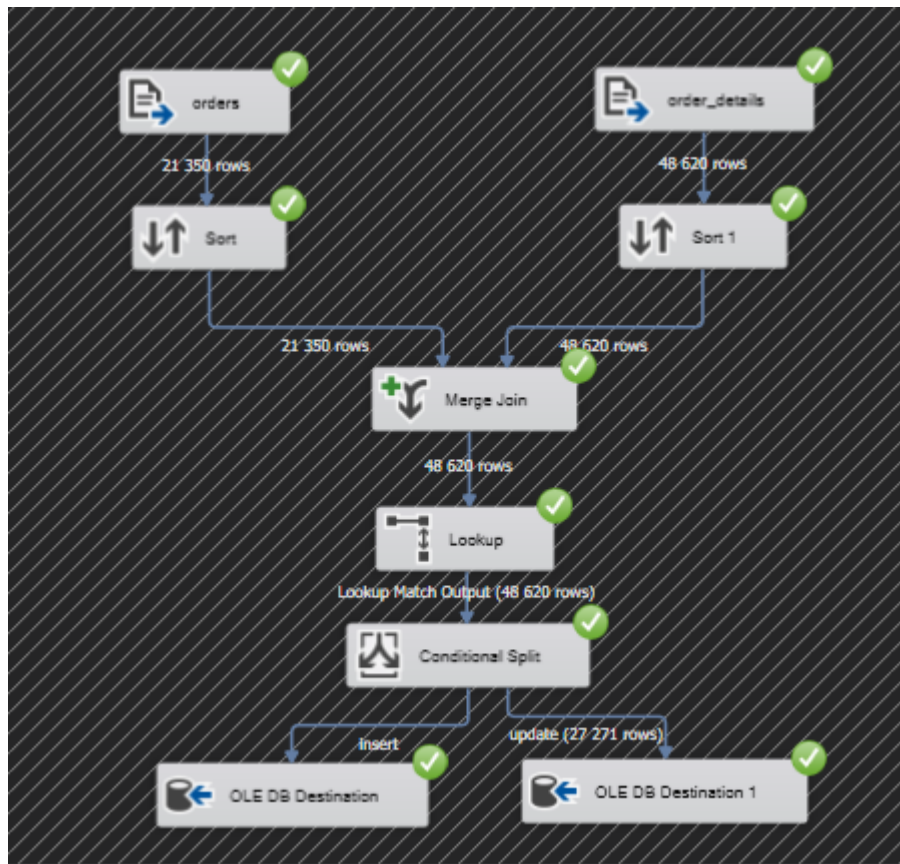 orders
order_details
21 350 rows
48 620 rows
Sort
Sort 1
21 350 rows
48 620 rows
Merge Join
48 620 rows
Lookup
Lookup Match Output (48 620 rows)
Conditional Split
insert
update (27 271 rows)
OLE DB Destination
OLE DB Destination 1